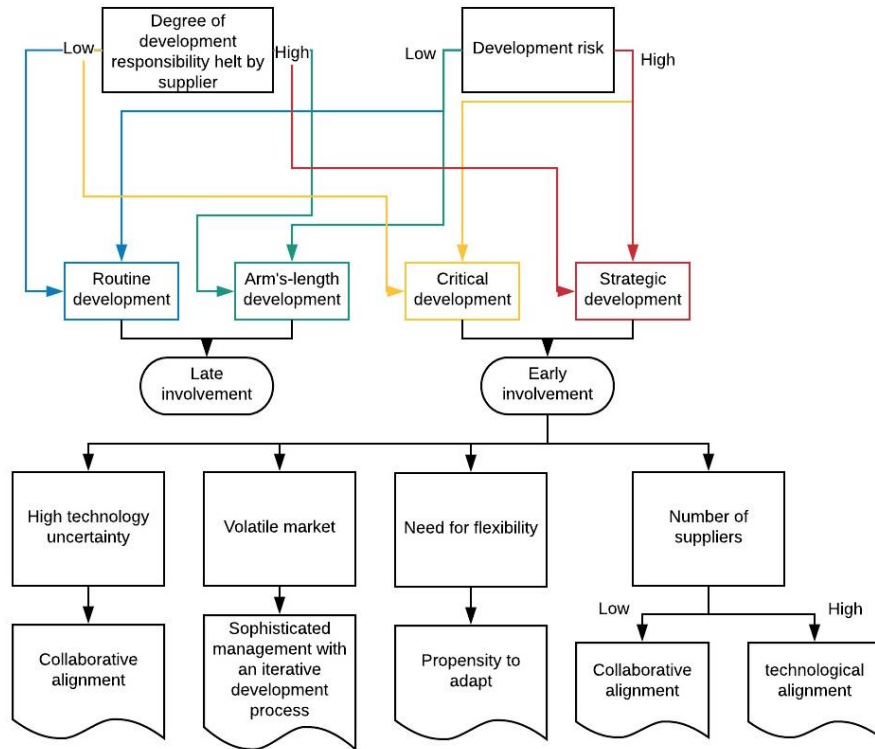 Degree of
development
responsibility helt by
supplier
Low
High
Low
Development risk
High
Routine
development
Arm's-length
development
Critical
development
Strategic
development
Late
involvement
Early
involvement
High technology
uncertainty
Volatile market
Need for flexibility
Number of
suppliers
Low
High
Collaborative
alignment
Sophisticated
management with
an iterative
development
process
Propensity to
adapt
Collaborative
alignment
technological
alignment